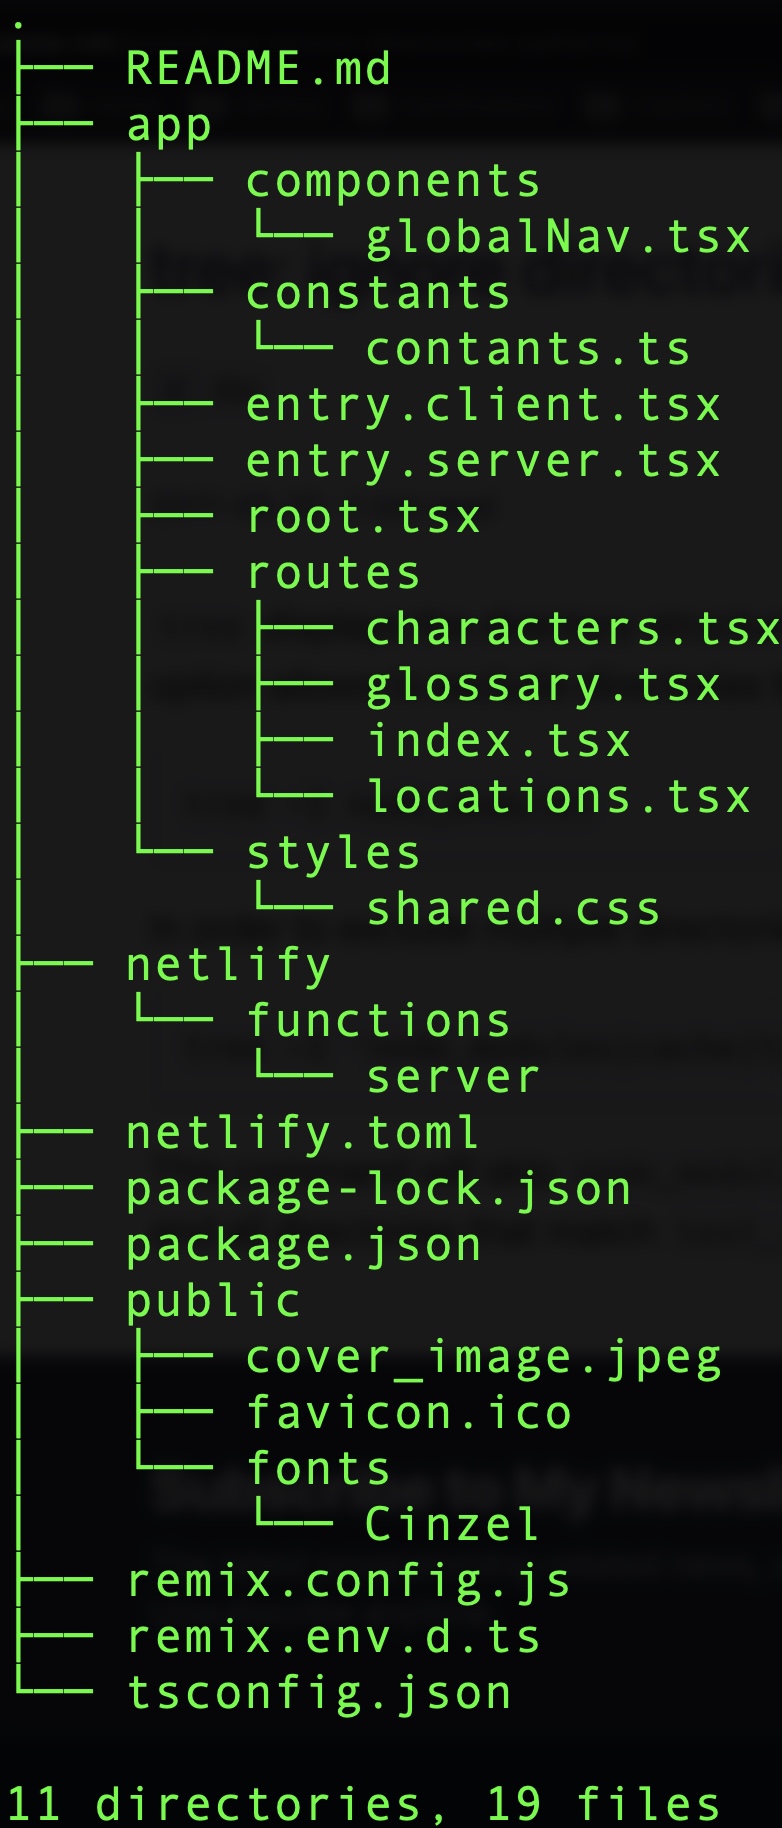 .
├── README.md
├── app
│   ├── components
│   │   └── globalNav.tsx
│   ├── constants
│   │   └── contants.ts
│   ├── entry.client.tsx
│   ├── entry.server.tsx
│   ├── root.tsx
│   ├── routes
│   │   ├── characters.tsx
│   │   ├── glossary.tsx
│   │   ├── index.tsx
│   │   └── locations.tsx
│   └── styles
│       └── shared.css
├── netlify
│   └── functions
│       └── server
├── netlify.toml
├── package-lock.json
├── package.json
├── public
│   ├── cover_image.jpeg
│   ├── favicon.ico
│   └── fonts
│       └── Cinzel
├── remix.config.js
├── remix.env.d.ts
└── tsconfig.json
11 directories, 19 files